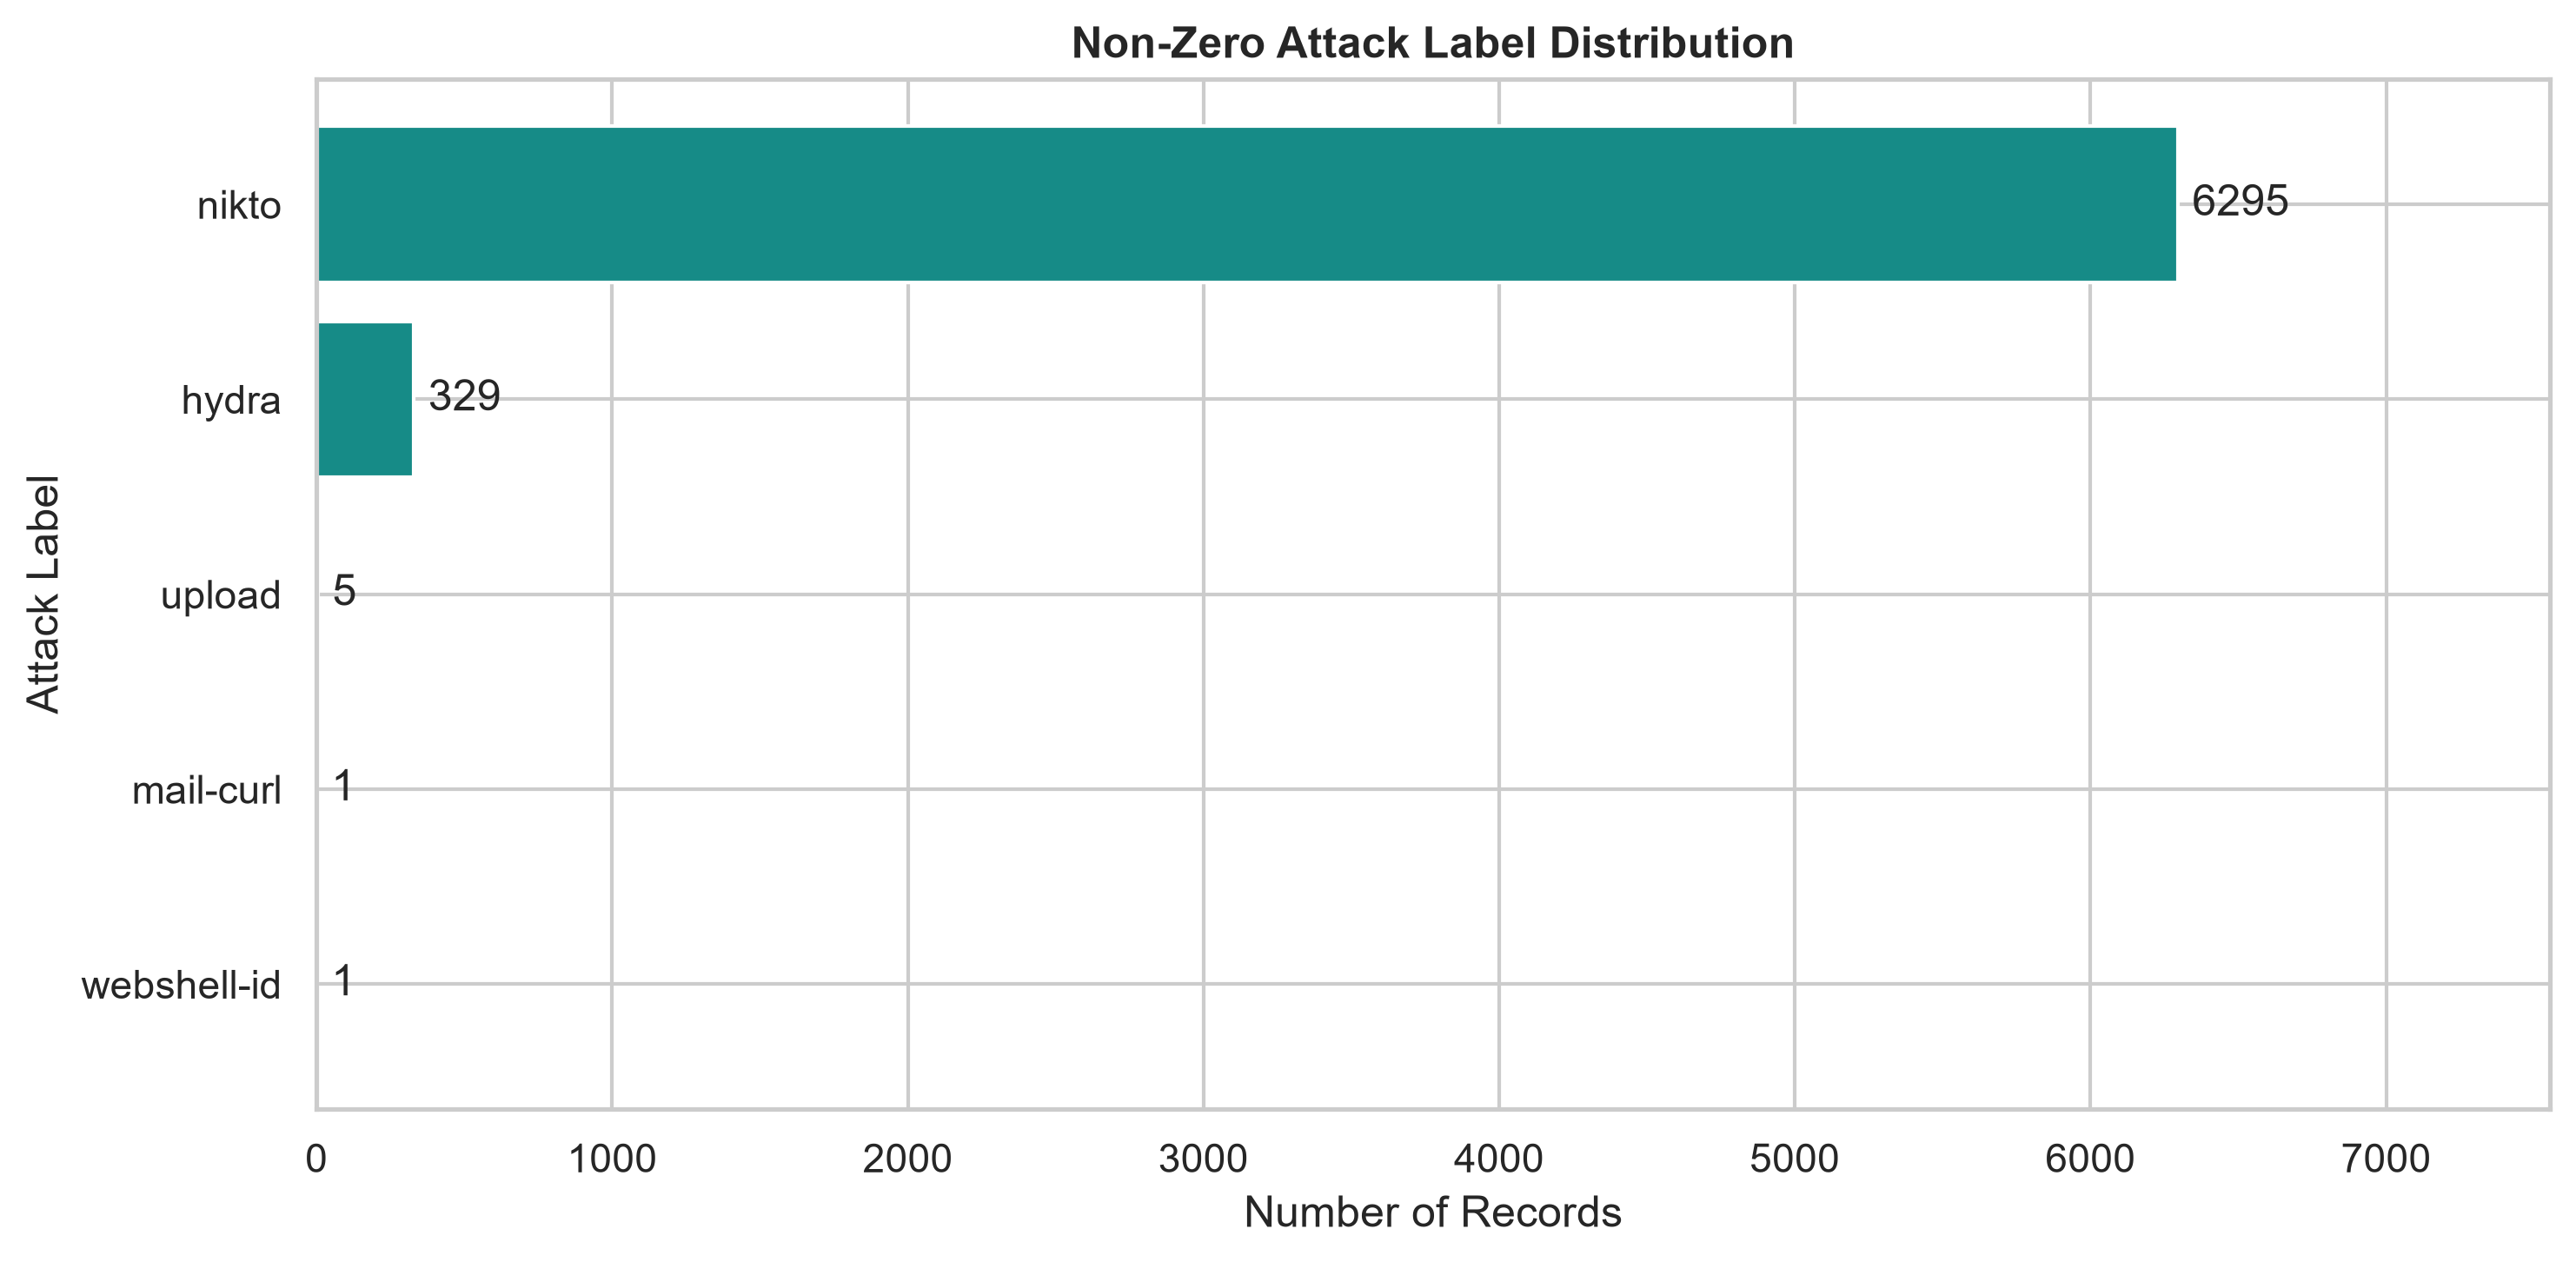 Non-Zero Attack Label Distribution
nikto
6295
hydra
329
upload
5
mail-curl
1
webshell-id
1
Attack Label
0 1000 2000 3000 4000 5000 6000 7000
Number of Records